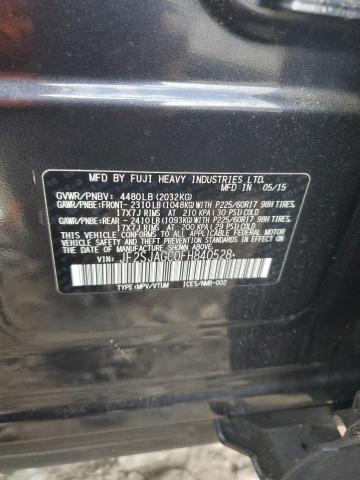 MFD BY FUJI HEAVY INDUSTRIES LTD.
IN 05/15
GVWR/PNBV: 4480LB(2032KG)
GAWR/PNBE:FRONT- 2310LB(1048KG)WITH P225/60R17 98H TIRES,
17X7J RIMS AT 210 KPA(30 PSI)COLD
GAWR/PNBE:REAR - 2410LB(1093KG)WITH P225/60R17 98H TIRES,
17X7J RIMS AT 200 KPA(29 PSI)COLD
THIS VEHICLE CONFORMS TO ALL APPLICABLE FEDERAL
MOTOR VEHICLE SAFETY STANDARDS IN EFFECT ON THE DATE OF
MANUFACTURE SHOWN ABOVE.
VIN: JF2SJAGC0FH840528
TYPE:MPV/VTUM ICES/NMB-002